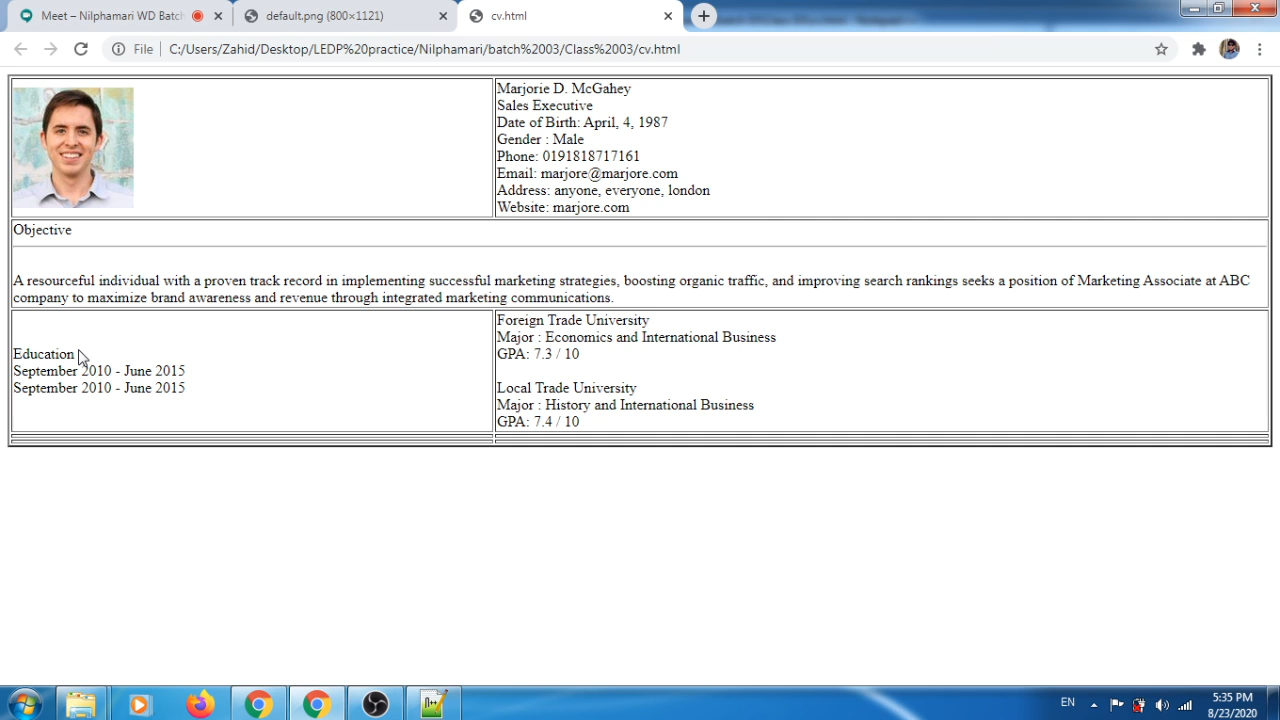 Meet – Nilphamari WD Batch
default.png (800×1121)
cv.html
File
C:/Users/Zahid/Desktop/LEDP%20practice/Nilphamari/batch%2003/Class%2003/cv.html
Marjorie D. McGahey
Sales Executive
Date of Birth: April, 4, 1987
Gender : Male
Phone: 0191818717161
Email: marjore@marjore.com
Address: anyone, everyone, london
Website: marjore.com
Objective
A resourceful individual with a proven track record in implementing successful marketing strategies, boosting organic traffic, and improving search rankings seeks a position of Marketing Associate at ABC
company to maximize brand awareness and revenue through integrated marketing communications.
Education
September 2010 - June 2015
September 2010 - June 2015
Foreign Trade University
Major : Economics and International Business
GPA: 7.3 / 10
Local Trade University
Major : History and International Business
GPA: 7.4 / 10
EN
5:35 PM
8/23/2020